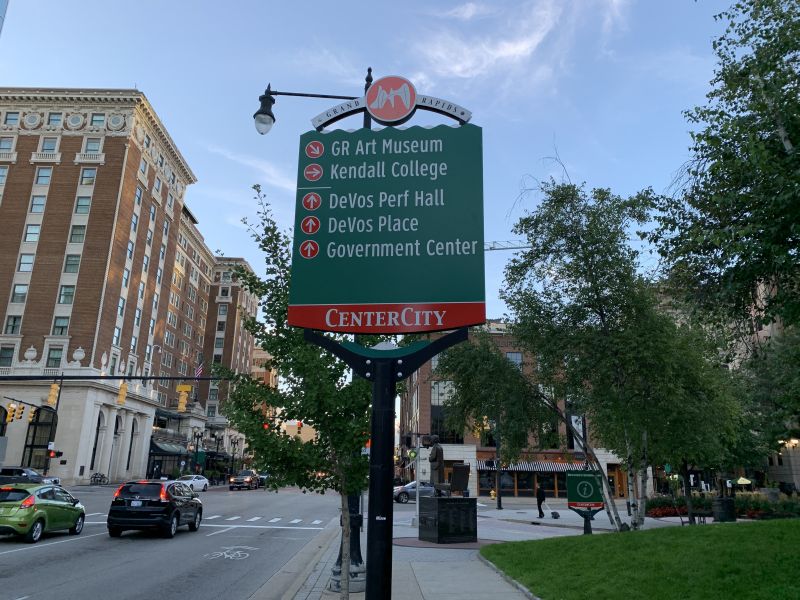 GRAND RAPIDS
GR Art Museum
Kendall College
DeVos Perf Hall
DeVos Place
Government Center
CENTERCITY
i